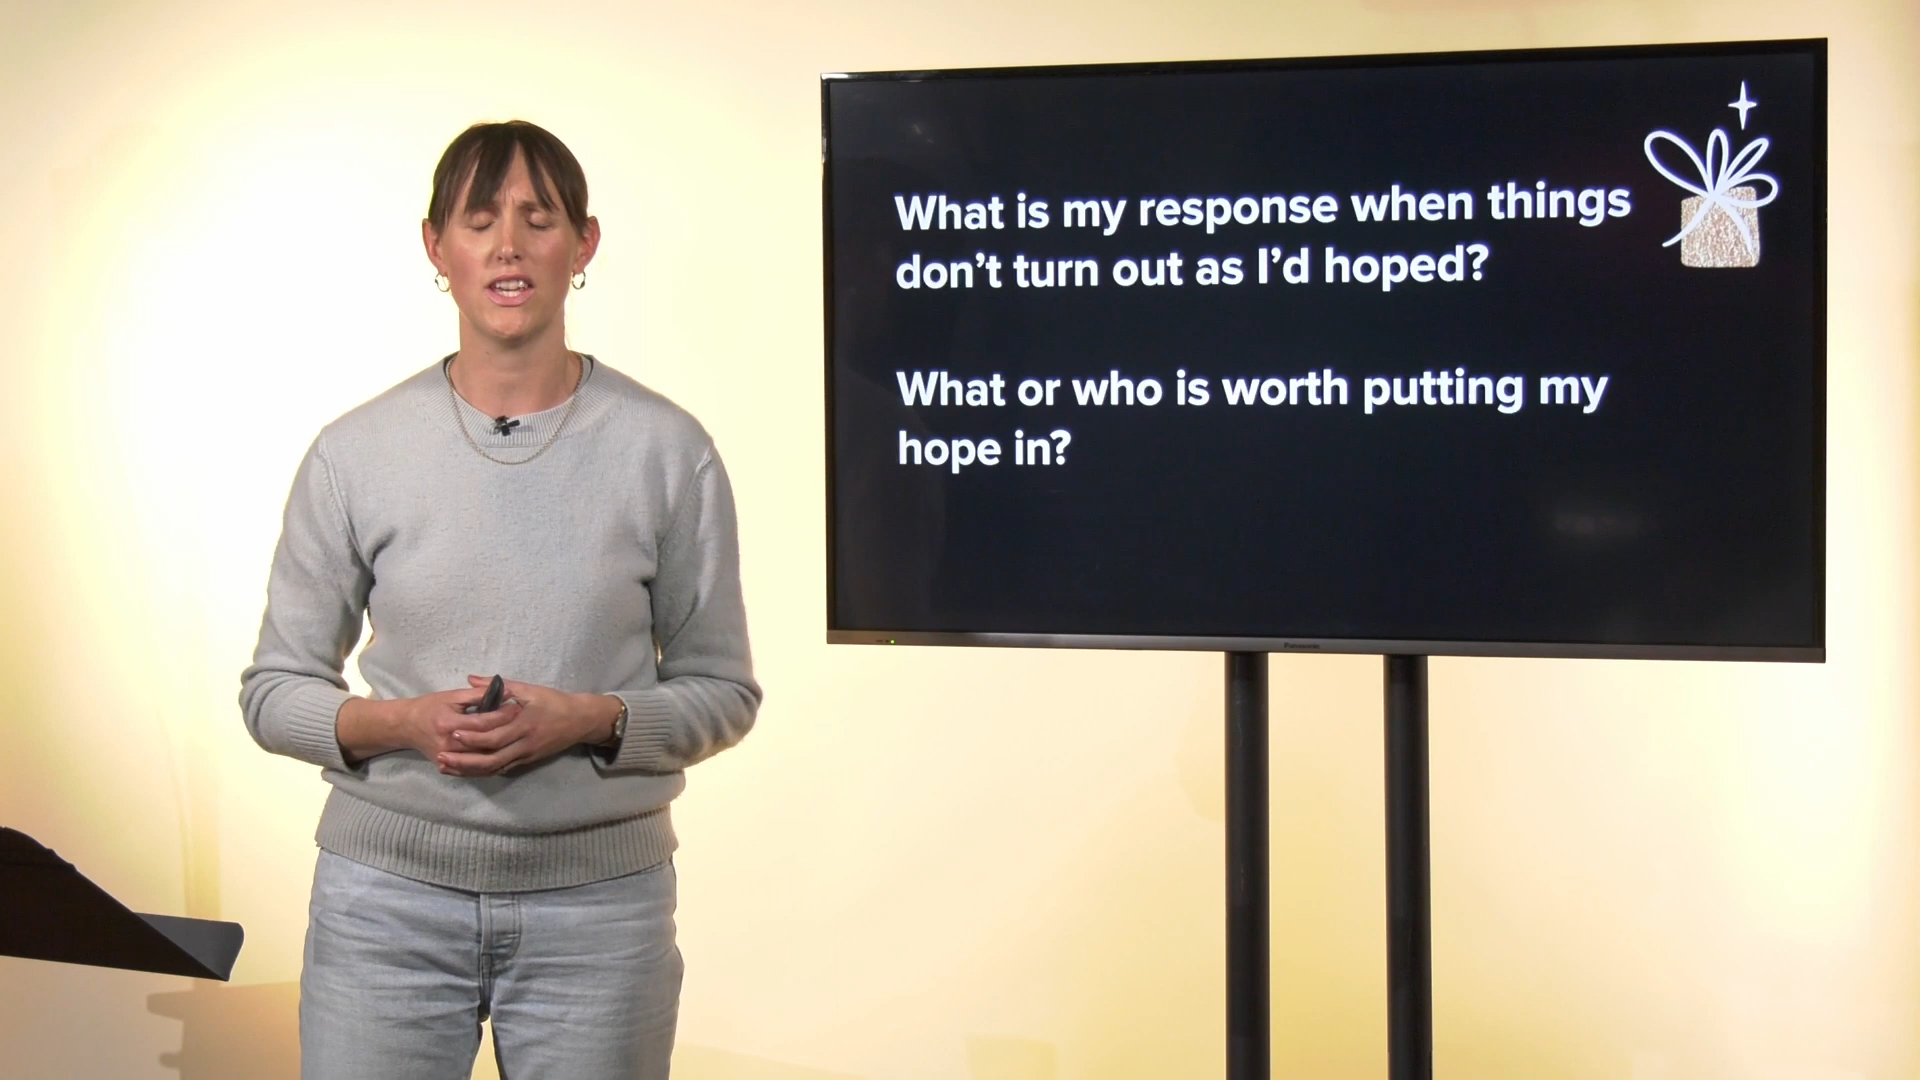 What is my response when things
don’t turn out as I’d hoped?
What or who is worth putting my
hope in?
Panasonic